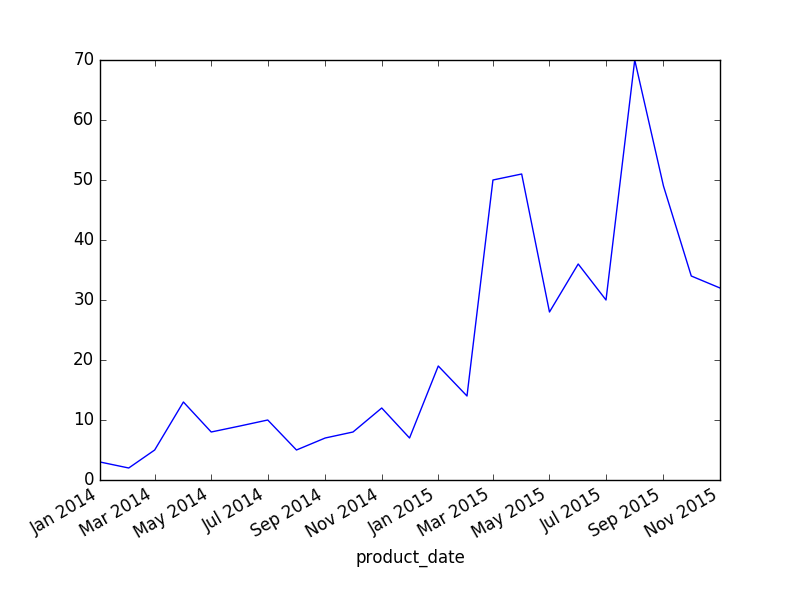 70
60
50
40
30
20
10
0
Jan 2014
Mar 2014
May 2014
Jul 2014
Sep 2014
Nov 2014
Jan 2015
Mar 2015
May 2015
Jul 2015
Sep 2015
Nov 2015
product_date